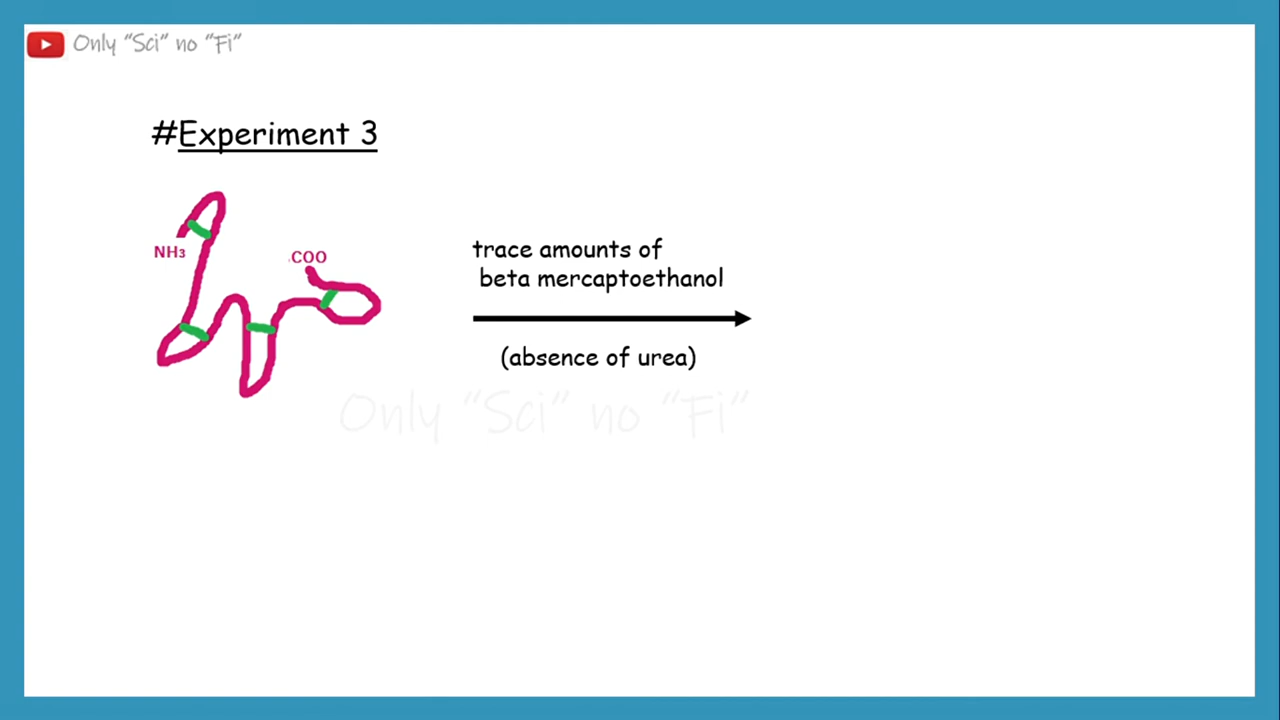 Only “Sci” no “Fi”
#Experiment 3
NH3
COO
trace amounts of
beta mercaptoethanol
(absence of urea)
Only “Sci” no “Fi”